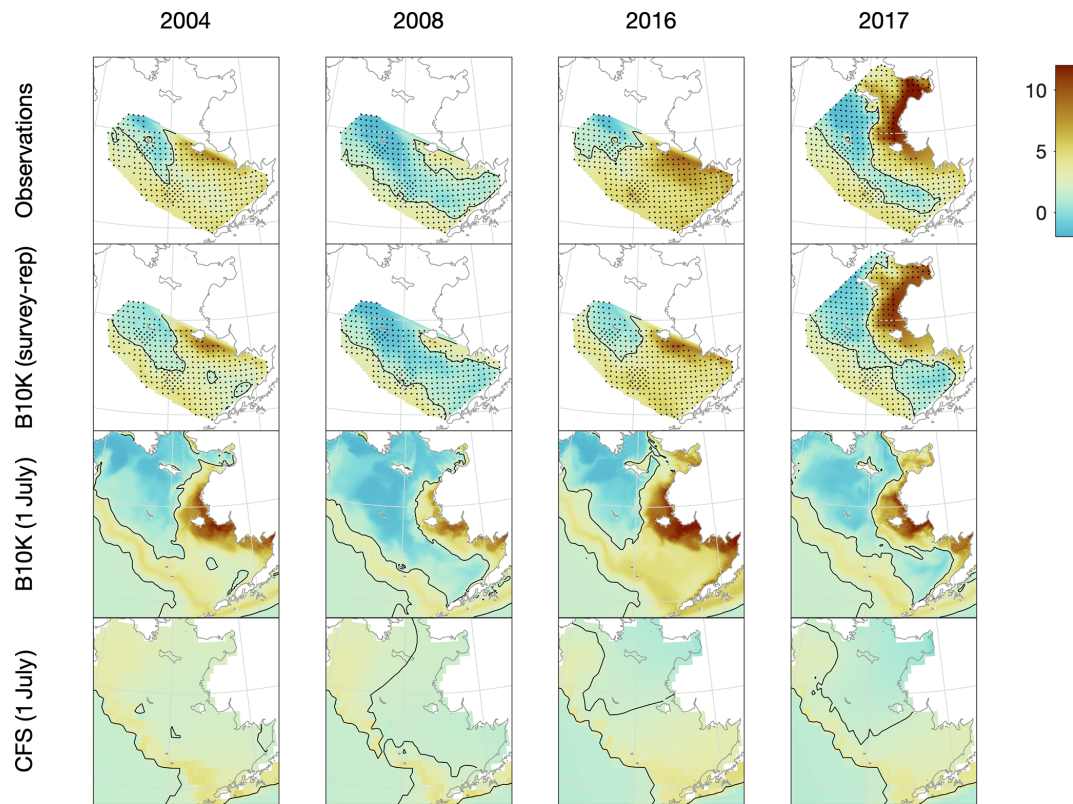 2004 2008 2016 2017
Observations
10
5
0
B10K (survey-rep)
B10K (1 July)
CFS (1 July)